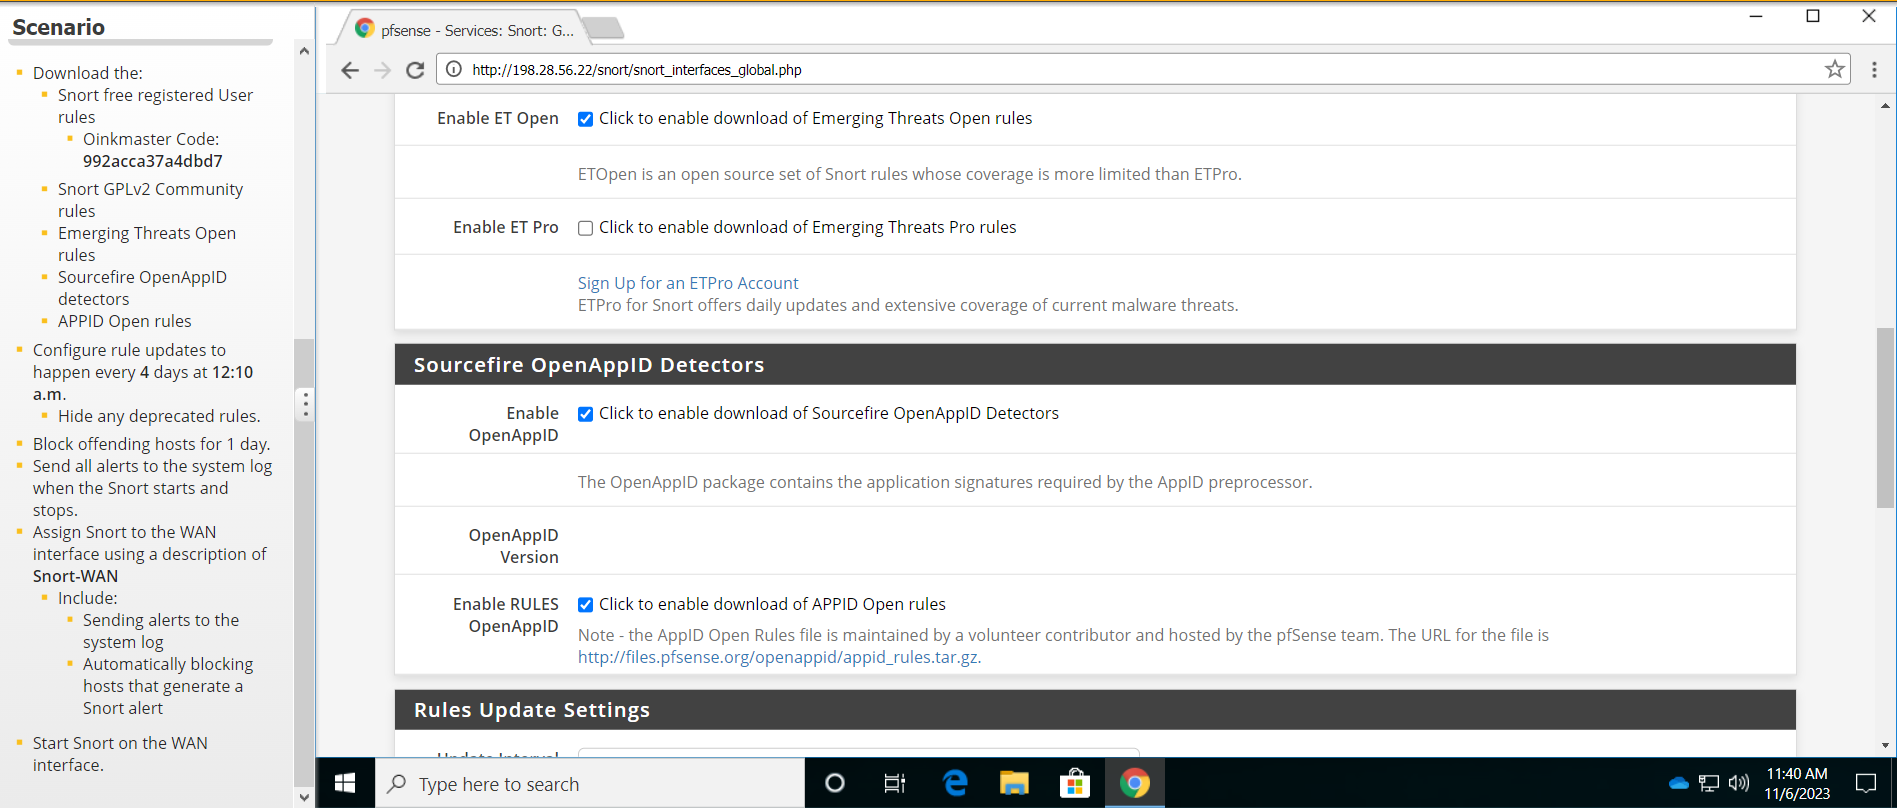 Scenario
Download the:
Snort free registered User
rules
Oinkmaster Code:
992acca37a4dbd7
Snort GPLv2 Community
rules
Emerging Threats Open
rules
Sourcefire OpenAppID
detectors
APPID Open rules
Configure rule updates to
happen every 4 days at 12:10
a.m.
Hide any deprecated rules.
Block offending hosts for 1 day.
Send all alerts to the system log
when the Snort starts and
stops.
Assign Snort to the WAN
interface using a description of
Snort-WAN
Include:
Sending alerts to the
system log
Automatically blocking
hosts that generate a
Snort alert
Start Snort on the WAN
interface.
pfsense - Services: Snort: G...
http://198.28.56.22/snort/snort_interfaces_global.php
Enable ET Open Click to enable download of Emerging Threats Open rules
ETOpen is an open source set of Snort rules whose coverage is more limited than ETPro.
Enable ET Pro Click to enable download of Emerging Threats Pro rules
Sign Up for an ETPro Account
ETPro for Snort offers daily updates and extensive coverage of current malware threats.
Sourcefire OpenAppID Detectors
Enable
OpenAppID
Click to enable download of Sourcefire OpenAppID Detectors
The OpenAppID package contains the application signatures required by the AppID preprocessor.
OpenAppID
Version
Enable RULES
OpenAppID
Click to enable download of APPID Open rules
Note - the AppID Open Rules file is maintained by a volunteer contributor and hosted by the pfSense team. The URL for the file is
http://files.pfsense.org/openappid/appid_rules.tar.gz.
Rules Update Settings
Update Interval
Type here to search
11:40 AM
11/6/2023